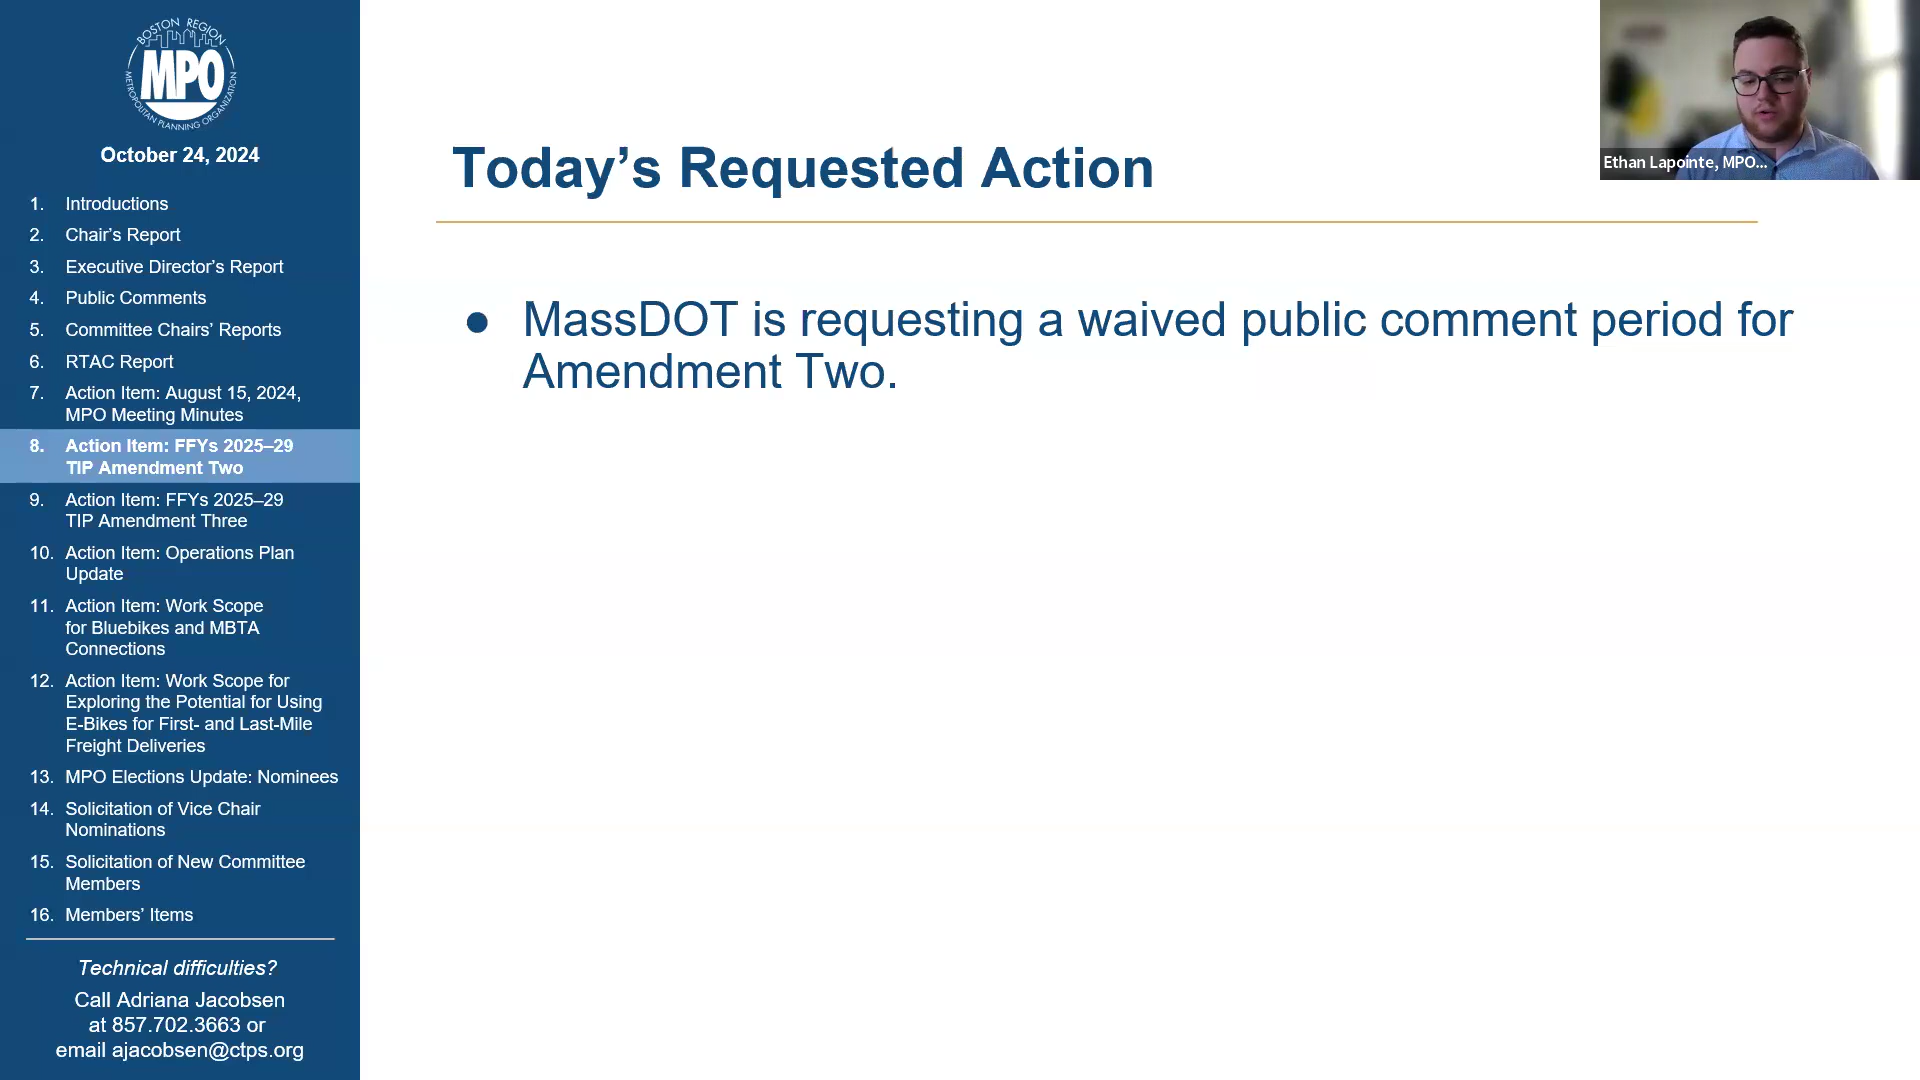 BOSTON REGION
MPO
METROPOLITAN PLANNING ORGANIZATION
October 24, 2024
1. Introductions
2. Chair’s Report
3. Executive Director’s Report
4. Public Comments
5. Committee Chairs’ Reports
6. RTAC Report
7. Action Item: August 15, 2024,
MPO Meeting Minutes
8. Action Item: FFYs 2025–29
TIP Amendment Two
9. Action Item: FFYs 2025–29
TIP Amendment Three
10. Action Item: Operations Plan
Update
11. Action Item: Work Scope
for Bluebikes and MBTA
Connections
12. Action Item: Work Scope for
Exploring the Potential for Using
E-Bikes for First- and Last-Mile
Freight Deliveries
13. MPO Elections Update: Nominees
14. Solicitation of Vice Chair
Nominations
15. Solicitation of New Committee
Members
16. Members’ Items
Technical difficulties?
Call Adriana Jacobsen
at 857.702.3663 or
email ajacobsen@ctps.org
Today’s Requested Action
● MassDOT is requesting a waived public comment period for
Amendment Two.
Ethan Lapointe, MPO...